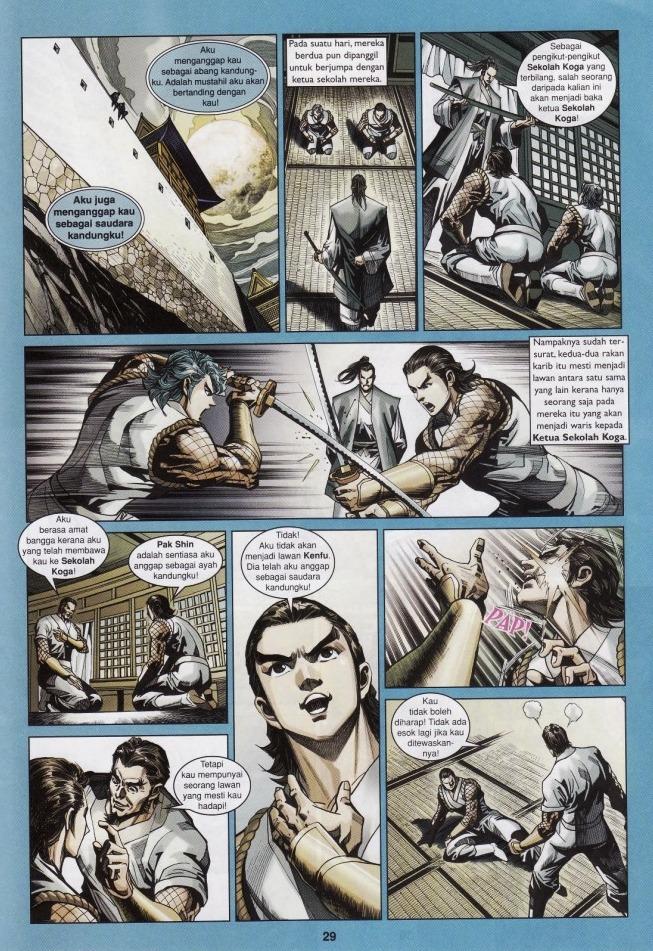 Aku
menganggap kau
sebagai abang kandung-
ku. Adalah mustahil aku akan
bertanding dengan
kau!
Aku juga
menganggap kau
sebagai saudara
kandungku!
Pada suatu hari, mereka
berdua pun dipanggil
untuk berjumpa dengan
ketua sekolah mereka.
Sebagai
pengikut-pengikut
Sekolah Koga yang
terbilang, salah seorang
daripada kalian ini
akan menjadi baka
ketua Sekolah
Koga!
Nampaknya sudah ter-
surat, kedua-dua rakan
karib itu mesti menjadi
lawan antara satu sama
yang lain kerana hanya
seorang saja pada
mereka itu yang akan
menjadi waris kepada
Ketua Sekolah Koga.
Aku
berasa amat
bangga kerana aku
yang telah membawa
kau ke Sekolah
Koga!
Pak Shin
adalah sentiasa aku
anggap sebagai ayah
kandungku!
Tetapi
kau mempunyai
seorang lawan
yang mesti kau
hadapi!
Tidak!
Aku tidak akan
menjadi lawan Kenfu.
Dia telah aku anggap
sebagai saudara
kandungku!
PAP!
Kau
tidak boleh
diharap! Tidak ada
esok lagi jika kau
ditewaskan-
nya!
29